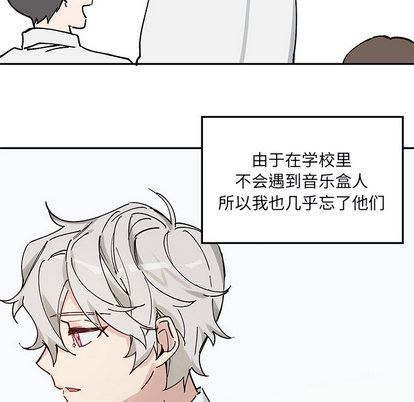 由于在学校里
不会遇到音乐盒人
所以我也几乎忘了他们